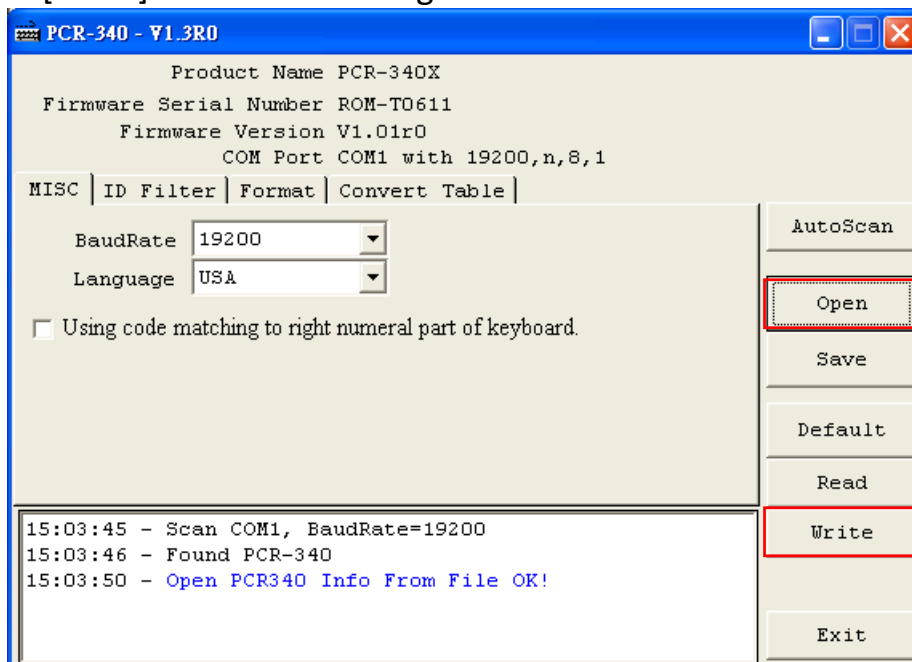 PCR-340 - V1.3R0
Product Name PCR-340X
Firmware Serial Number ROM-T0611
Firmware Version V1.01r0
COM Port COM1 with 19200,n,8,1
MISC ID Filter Format Convert Table
AutoScan
BaudRate 19200
Language USA
Open
Using code matching to right numeral part of keyboard.
Save
Default
Read
Write
15:03:45 - Scan COM1, BaudRate=19200
15:03:46 - Found PCR-340
15:03:50 - Open PCR340 Info From File OK!
Exit